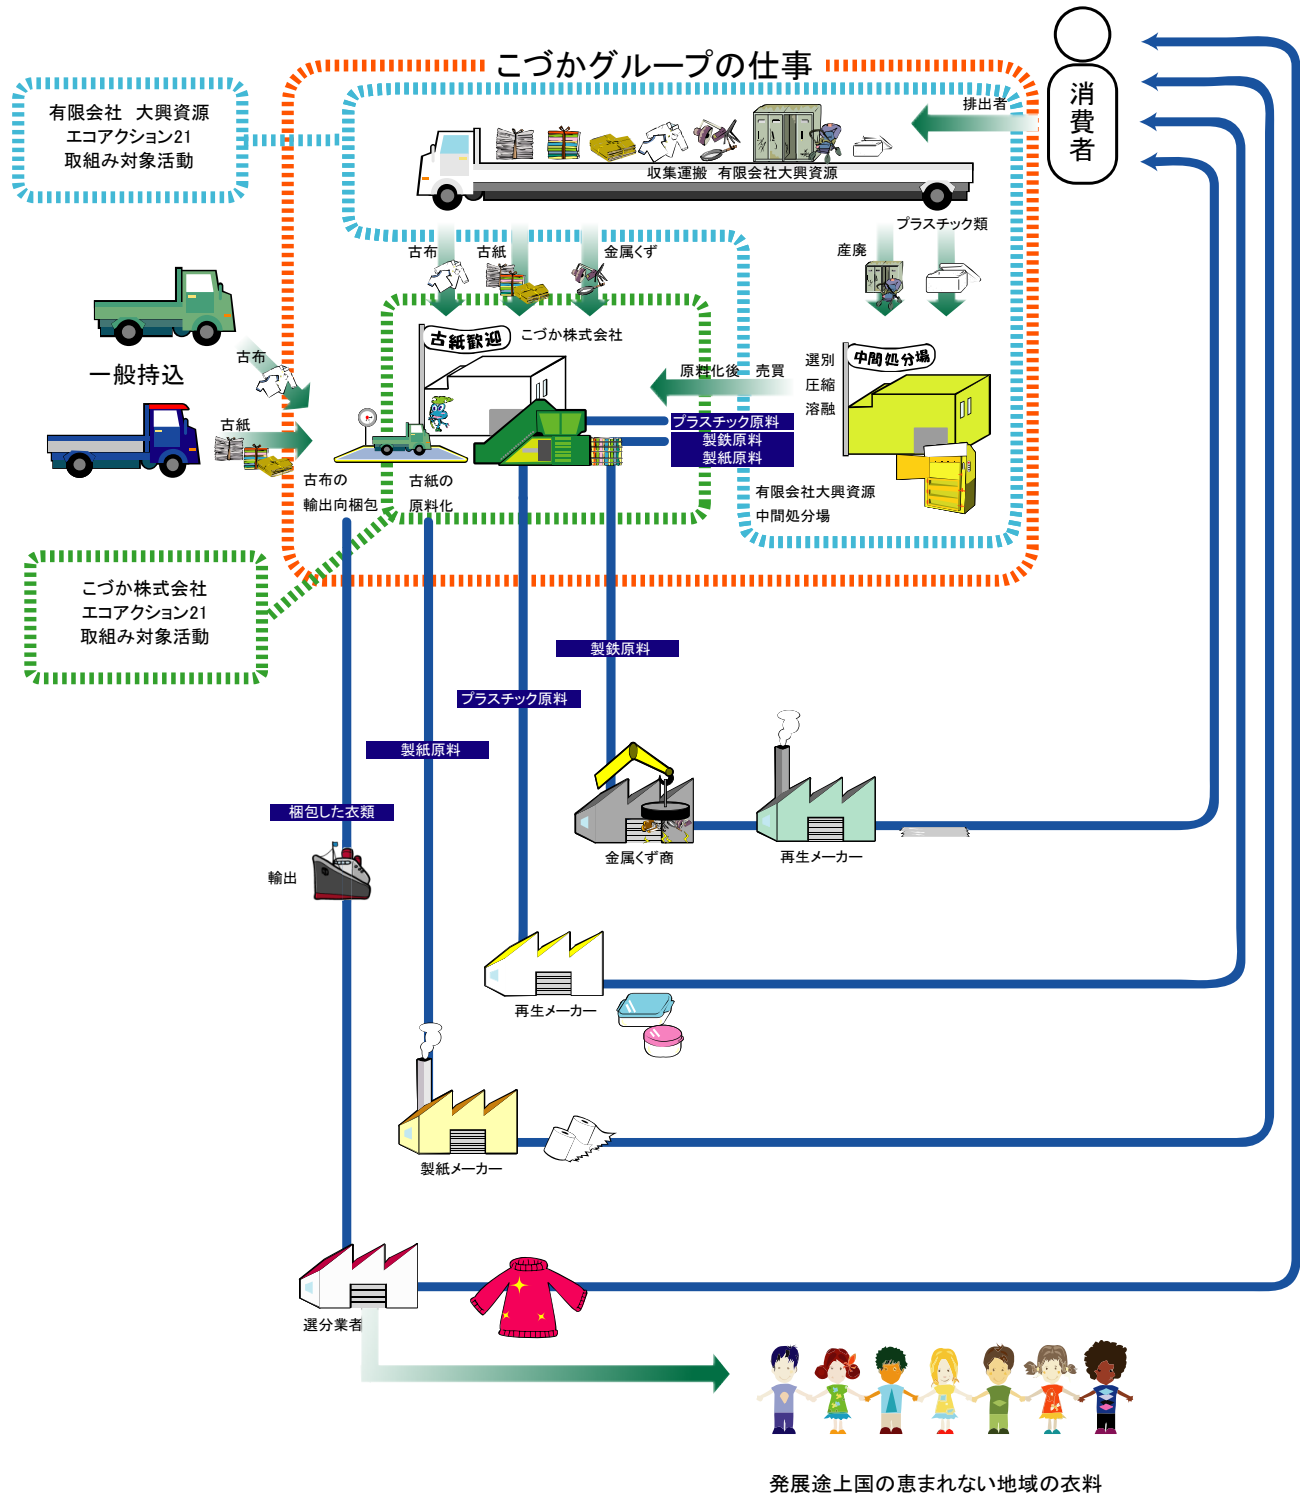 こづかグループの仕事
有限会社　大興資源
エコアクション21
取組み対象活動
排出者
消費者
収集運搬　有限会社大興資源
プラスチック類
古布
古紙
金属くず
産廃
こづか株式会社
古紙歓迎
中間処分場
選別
圧縮
溶融
原料化後　売買
古布
一般持込
古紙
プラスチック原料
製鉄原料
製紙原料
古布の
輸出向梱包
古紙の
原料化
有限会社大興資源
中間処分場
こづか株式会社
エコアクション21
取組み対象活動
製鉄原料
プラスチック原料
製紙原料
梱包した衣類
輸出
金属くず商
再生メーカー
再生メーカー
製紙メーカー
選分業者
発展途上国の恵まれない地域の衣料